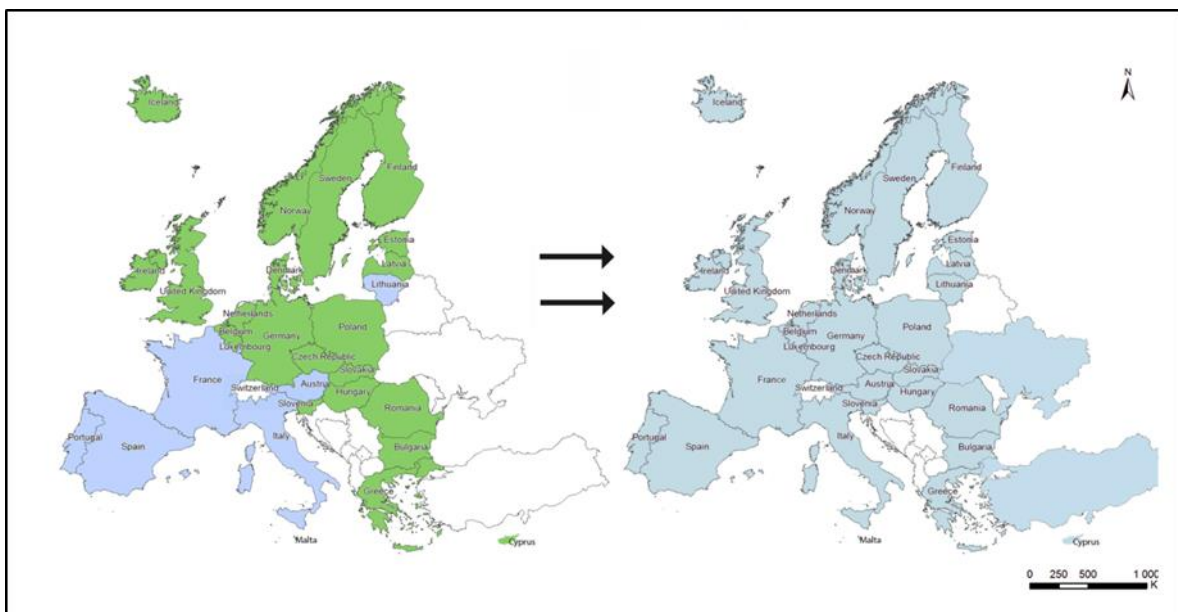 Iceland
Finland
Sweden
Norway
Estonia
Latvia
Lithuania
Denmark
Ireland
United Kingdom
Netherlands
Belgium
Luxembourg
Germany
Poland
Czech Republic
Slovakia
France
Switzerland
Austria
Hungary
Slovenia
Romania
Italy
Bulgaria
Portugal
Spain
Greece
Malta
Cyprus
N
Iceland
Finland
Sweden
Norway
Estonia
Latvia
Lithuania
Denmark
Ireland
United Kingdom
Netherlands
Belgium
Luxembourg
Germany
Poland
Czech Republic
Slovakia
France
Switzerland
Austria
Hungary
Slovenia
Romania
Italy
Bulgaria
Portugal
Spain
Greece
Malta
Cyprus
0 250 500 1 000
K